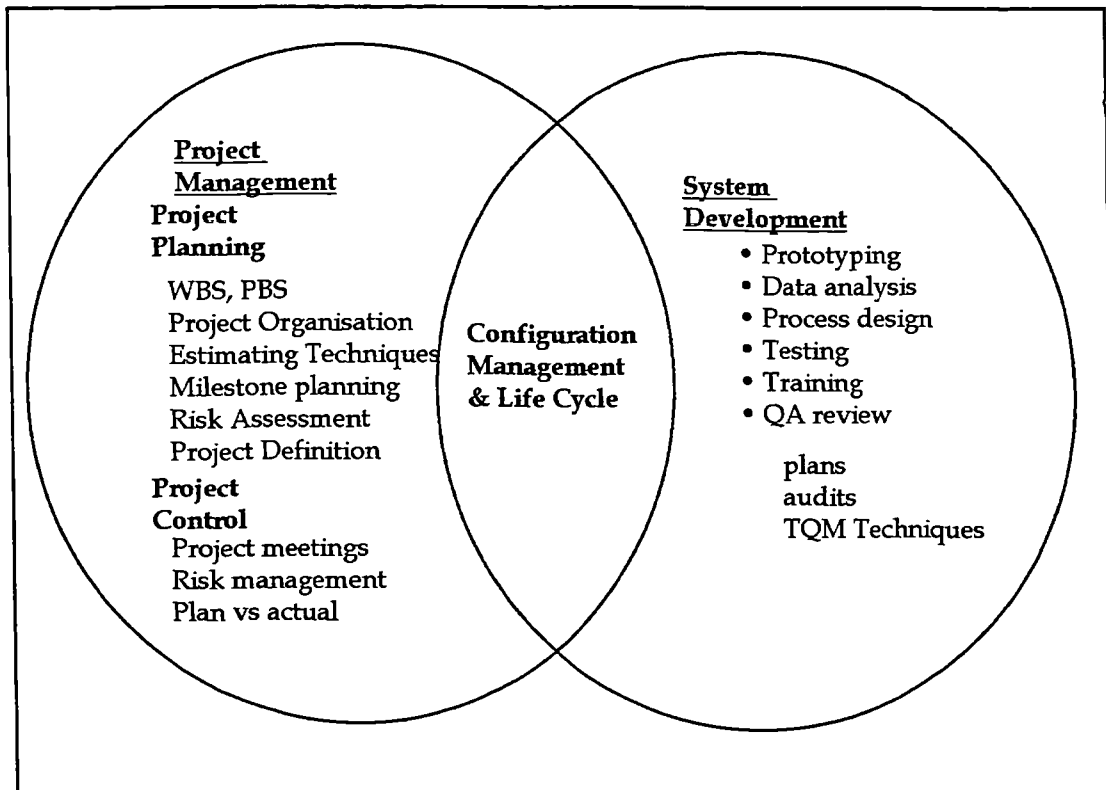 Project
Management
Project
Planning
WBS, PBS
Project Organisation
Estimating Techniques
Milestone planning
Risk Assessment
Project Definition
Project
Control
Project meetings
Risk management
Plan vs actual
Configuration
Management
& Life Cycle
System
Development
• Prototyping
• Data analysis
• Process design
• Testing
• Training
• QA review
plans
audits
TQM Techniques